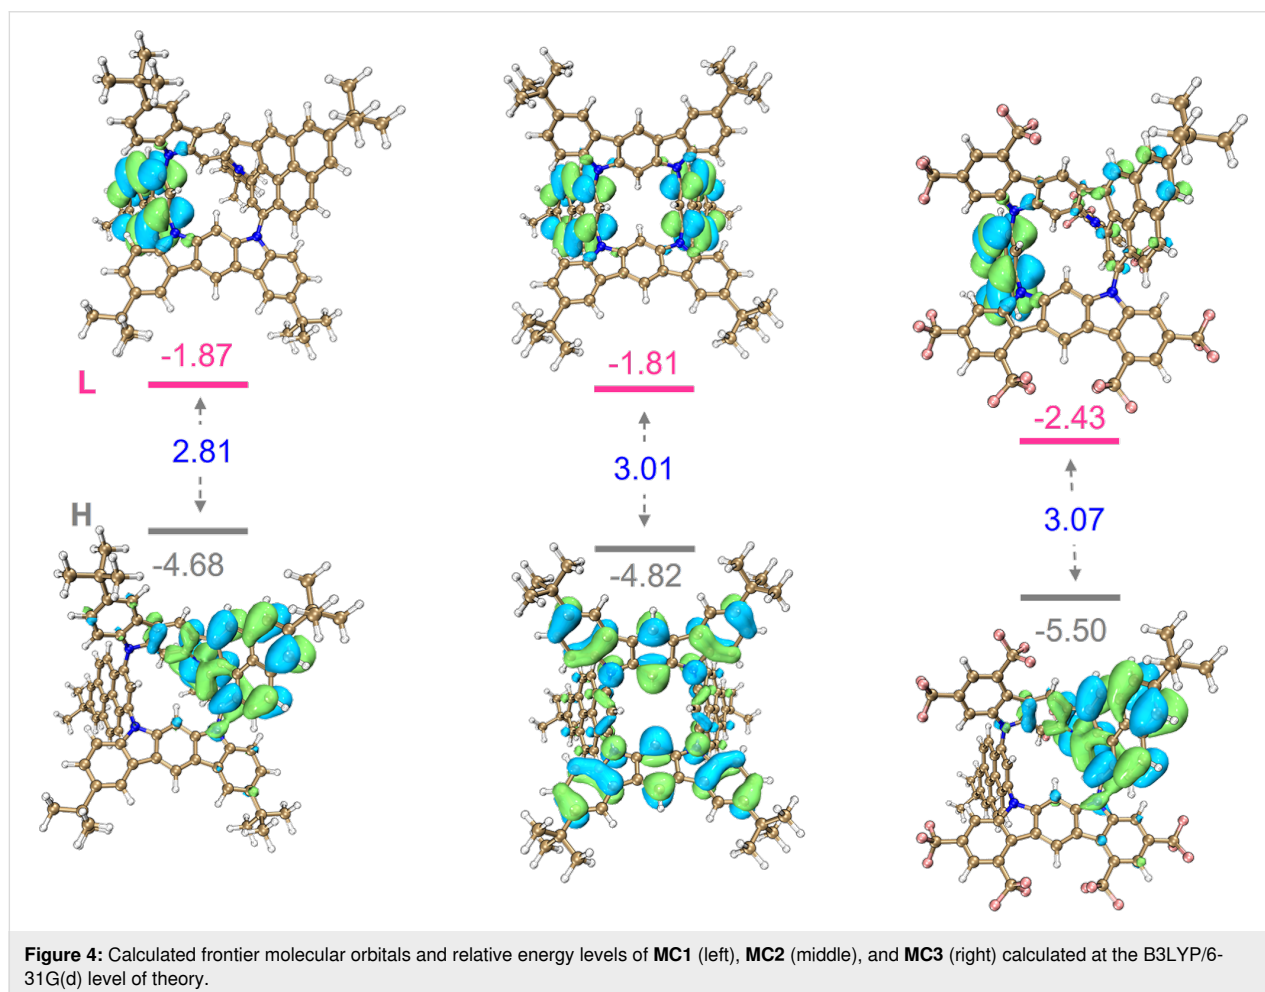 -1.87
L
2.81
H
-4.68
-1.81
3.01
-4.82
-2.43
3.07
-5.50
Figure 4: Calculated frontier molecular orbitals and relative energy levels of MC1 (left), MC2 (middle), and MC3 (right) calculated at the B3LYP/6-
31G(d) level of theory.